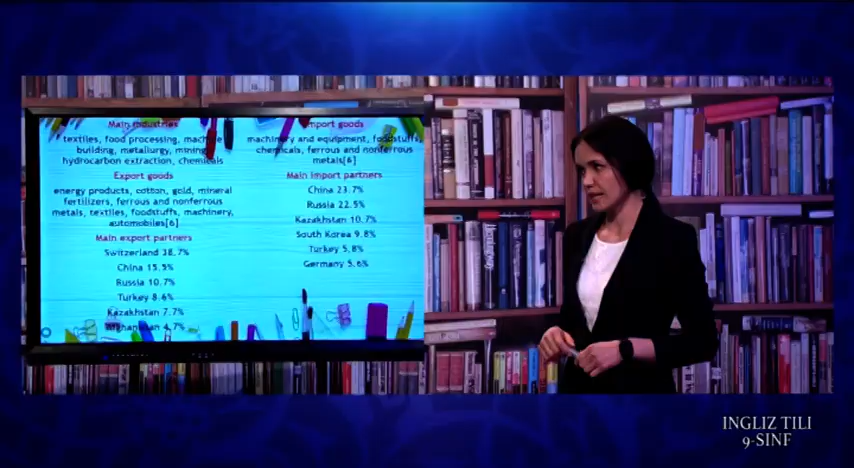 Main industries
textiles, food processing, machine
building, metallurgy, mining,
hydrocarbon extraction, chemicals
Export goods
energy products, cotton, gold, mineral
fertilizers, ferrous and nonferrous
metals, textiles, foodstuffs, machinery,
automobiles[6]
Main export partners
Switzerland 38.7%
China 15.5%
Russia 10.7%
Turkey 8.6%
Kazakhstan 7.7%
Afghanistan 4.7%
Import goods
machinery and equipment, foodstuffs,
chemicals, ferrous and nonferrous
metals[6]
Main import partners
China 23.7%
Russia 22.5%
Kazakhstan 10.7%
South Korea 9.8%
Turkey 5.8%
Germany 5.6%
INGLIZ TILI
9-SINF